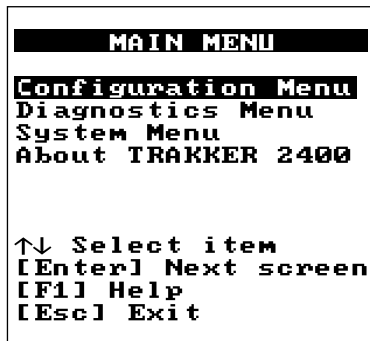 MAIN MENU
Configuration Menu
Diagnostics Menu
System Menu
About TRAKKER 2400
↑↓ Select item
[Enter] Next screen
[F1] Help
[Esc] Exit